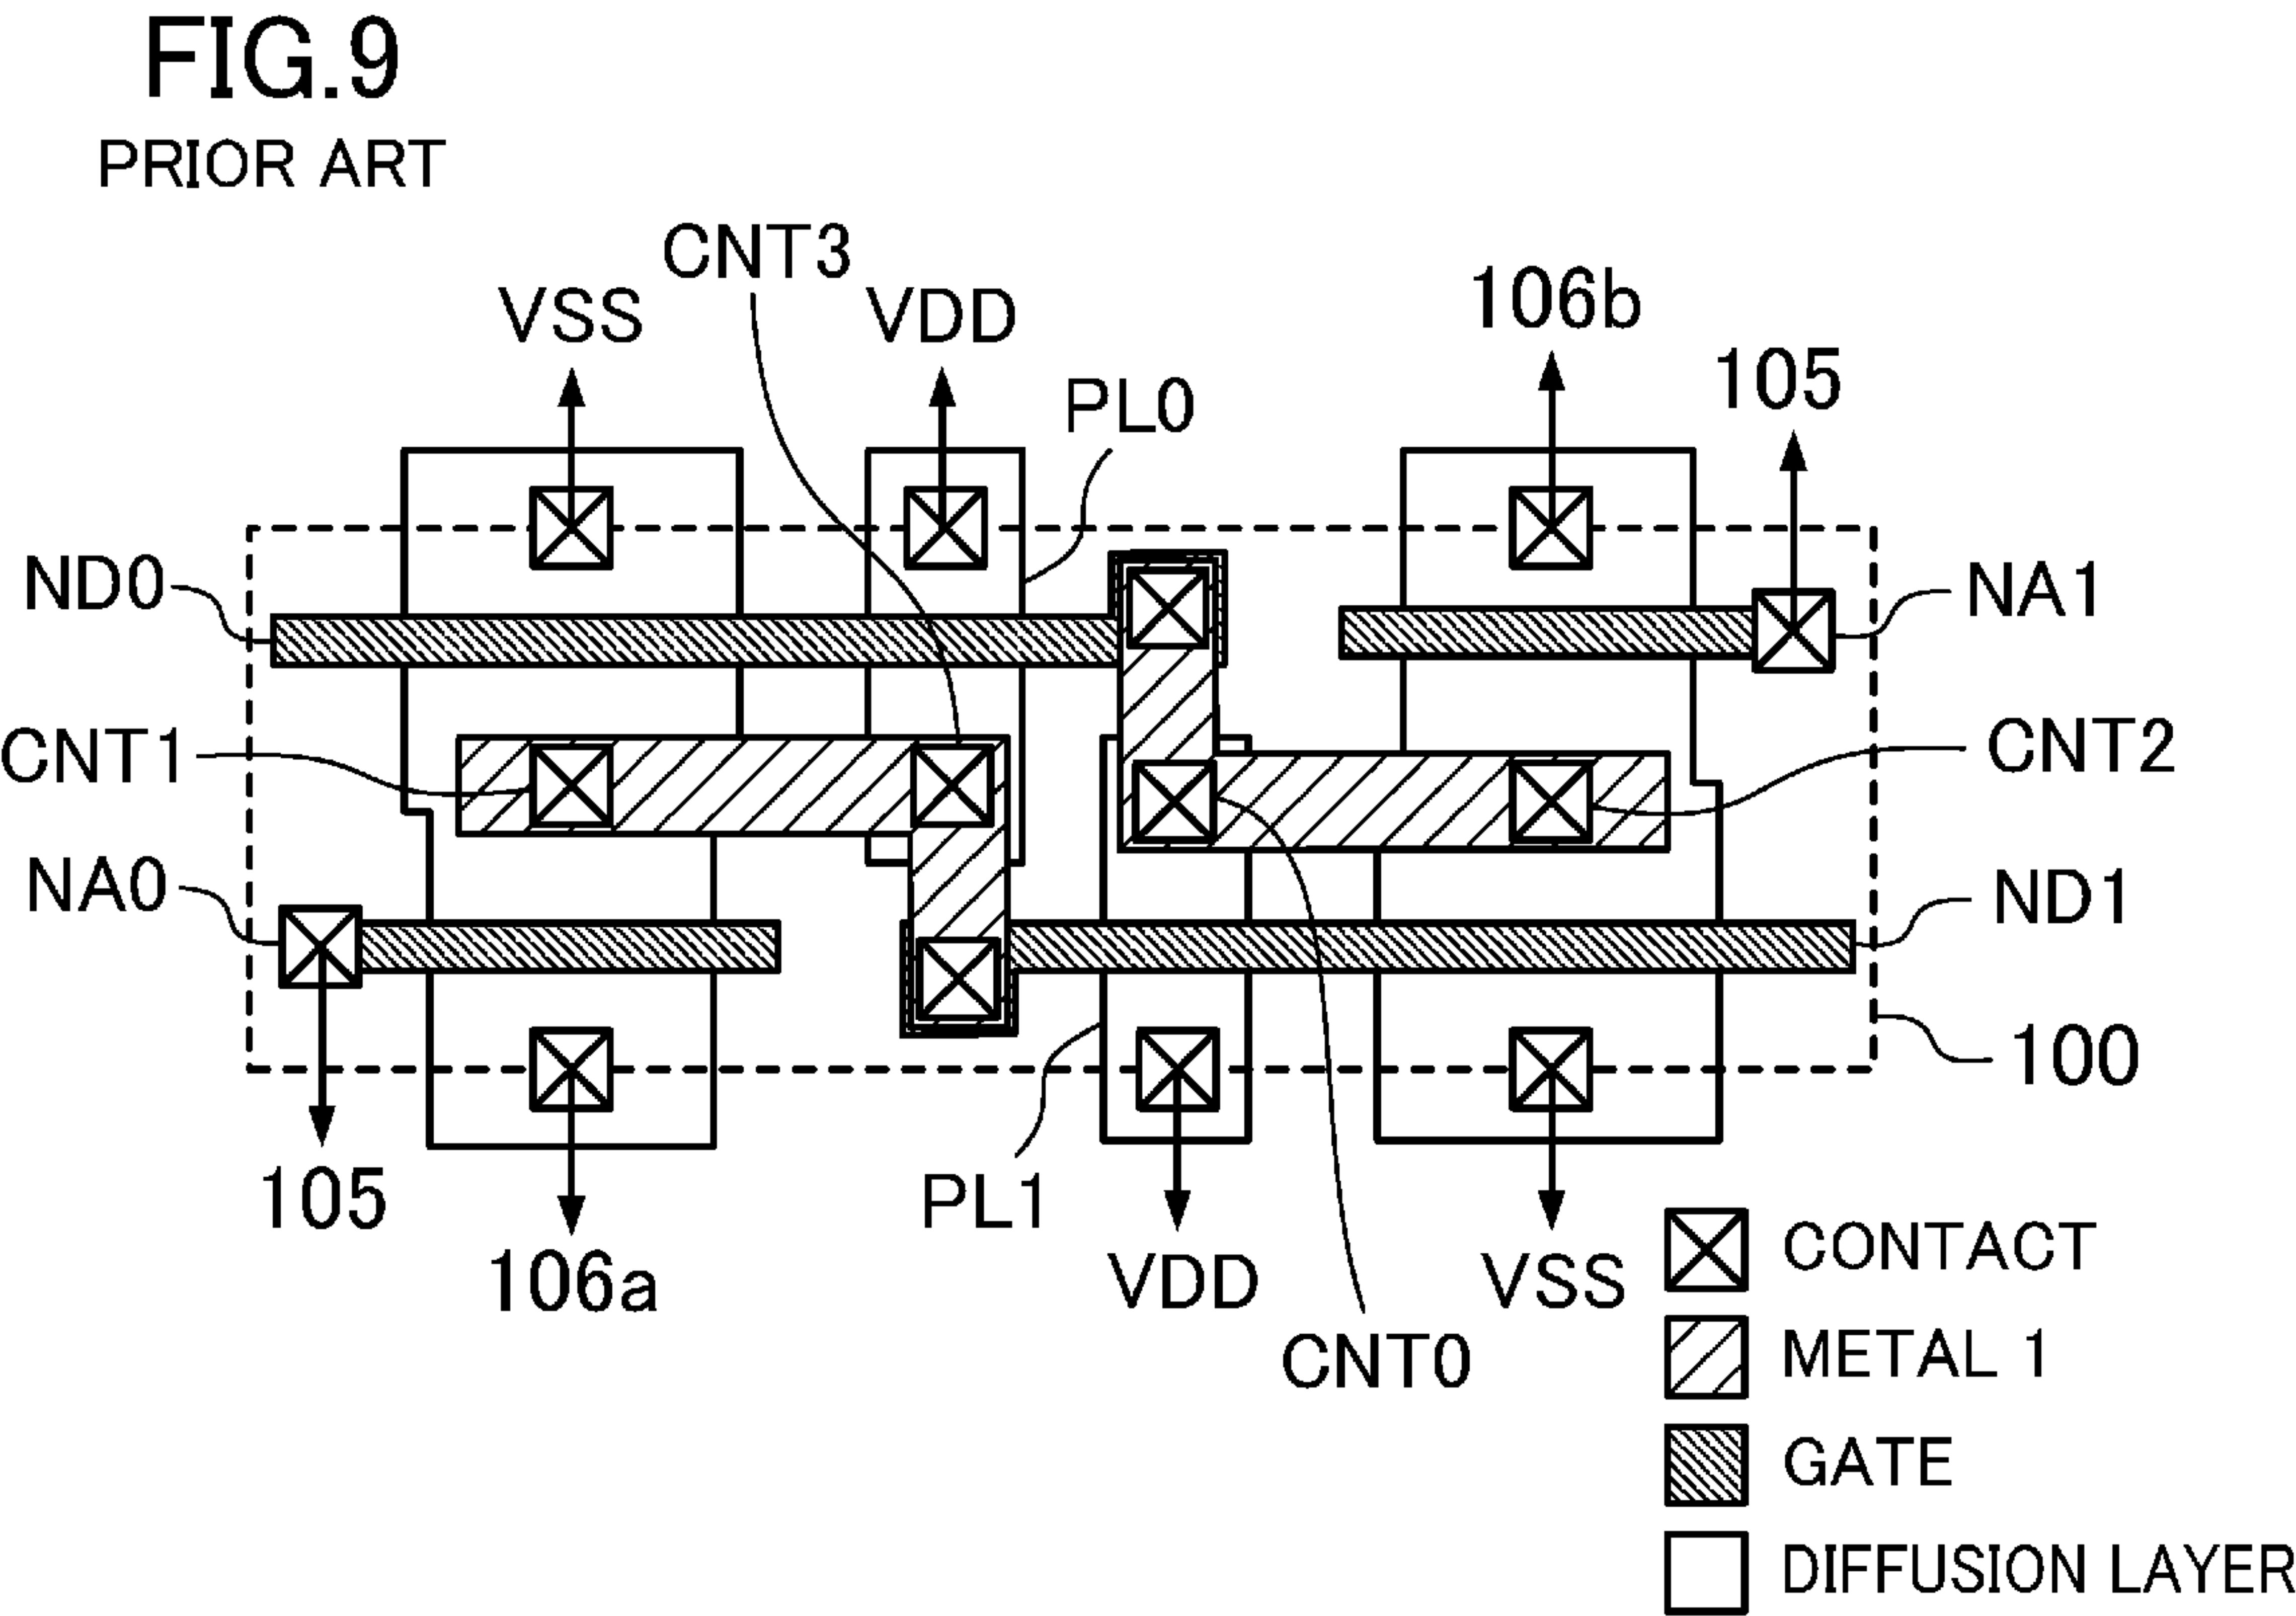 FIG.9
PRIOR ART
CNT3
VSS
VDD
106b
105
PL0
ND0
NA1
CNT1
CNT2
NA0
ND1
100
105
106a
PL1
VDD
VSS
CNT0
CONTACT
METAL 1
GATE
DIFFUSION LAYER